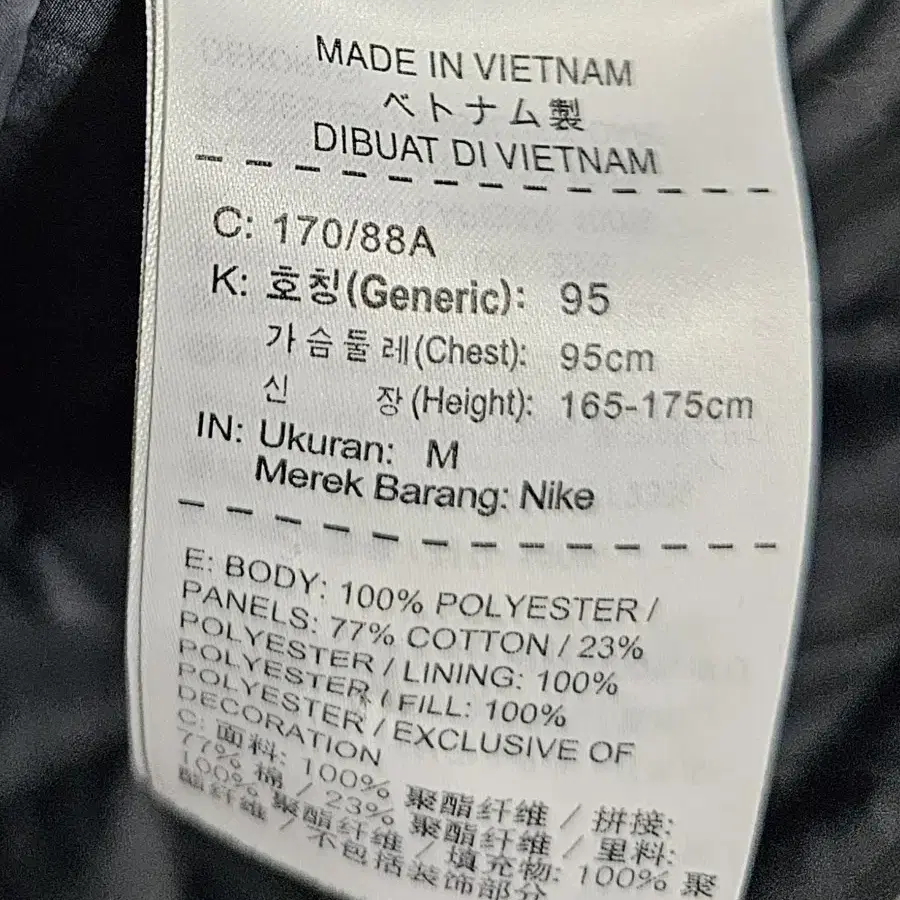 MADE IN VIETNAM
ベトナム製
DIBUAT DI VIETNAM
C: 170/88A
K: 호칭(Generic): 95
가슴둘레(Chest): 95cm
신 장(Height): 165-175cm
IN: Ukuran: M
Merek Barang: Nike
E: BODY: 100% POLYESTER /
PANELS: 77% COTTON / 23%
POLYESTER / LINING: 100%
POLYESTER / FILL: 100%
POLYESTER / EXCLUSIVE OF
DECORATION
C: 面料: 100% 聚酯纤维 / 拼接:
77% 棉 / 23% 聚酯纤维 / 里料:
100% 聚酯纤维 / 填充物: 100% 聚
酯纤维 / 不包括装饰部分